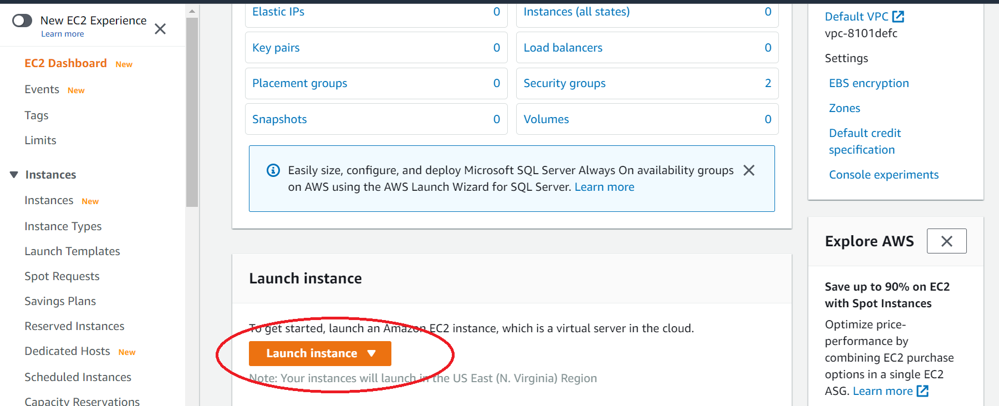 New EC2 Experience
Learn more
EC2 Dashboard New
Events New
Tags
Limits
Instances
Instances New
Instance Types
Launch Templates
Spot Requests
Savings Plans
Reserved Instances
Dedicated Hosts New
Scheduled Instances
Capacity Reservations
Elastic IPs 0
Instances (all states) 0
Key pairs 0
Load balancers 0
Placement groups 0
Security groups 2
Snapshots 0
Volumes 0
Easily size, configure, and deploy Microsoft SQL Server Always On availability groups
on AWS using the AWS Launch Wizard for SQL Server. Learn more
Launch instance
To get started, launch an Amazon EC2 instance, which is a virtual server in the cloud.
Launch instance
Note: Your instances will launch in the US East (N. Virginia) Region
Default VPC
vpc-8101defc
Settings
EBS encryption
Zones
Default credit
specification
Console experiments
Explore AWS
Save up to 90% on EC2
with Spot Instances
Optimize price-
performance by
combining EC2 purchase
options in a single EC2
ASG. Learn more